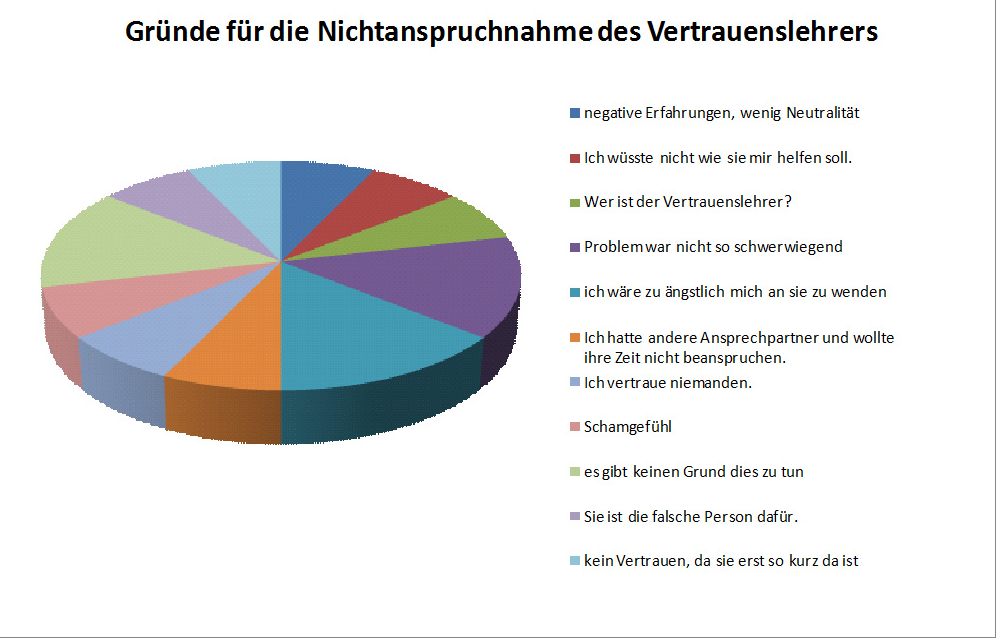 Gründe für die Nichtanspruchnahme des Vertrauenslehrers
negative Erfahrungen, wenig Neutralität
Ich wüsste nicht wie sie mir helfen soll.
Wer ist der Vertrauenslehrer?
Problem war nicht so schwerwiegend
ich wäre zu ängstlich mich an sie zu wenden
Ich hatte andere Ansprechpartner und wollte
ihre Zeit nicht beanspruchen.
Ich vertraue niemanden.
Schamgefühl
es gibt keinen Grund dies zu tun
Sie ist die falsche Person dafür.
kein Vertrauen, da sie erst so kurz da ist